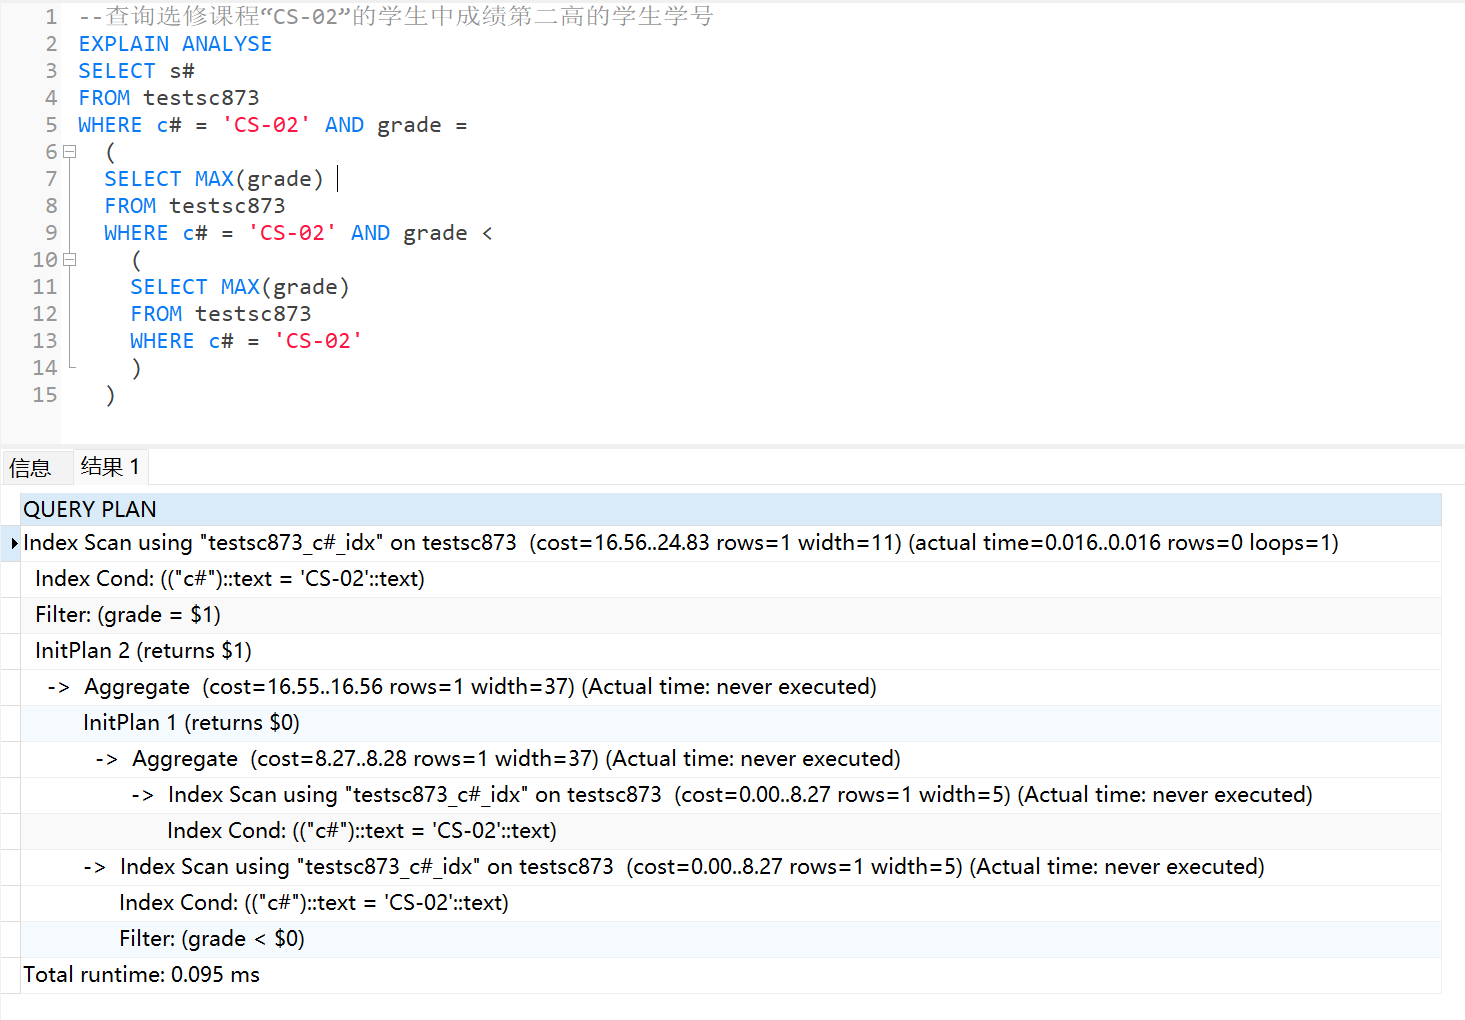 1 --查询选修课程“CS-02”的学生中成绩第二高的学生学号
2 EXPLAIN ANALYSE
3 SELECT s#
4 FROM testsc873
5 WHERE c# = 'CS-02' AND grade =
6 (
7 SELECT MAX(grade)
8 FROM testsc873
9 WHERE c# = 'CS-02' AND grade <
10 (
11 SELECT MAX(grade)
12 FROM testsc873
13 WHERE c# = 'CS-02'
14 )
15 )
信息 结果 1
QUERY PLAN
Index Scan using "testsc873_c#_idx" on testsc873 (cost=16.56..24.83 rows=1 width=11) (actual time=0.016..0.016 rows=0 loops=1)
Index Cond: (("c#")::text = 'CS-02'::text)
Filter: (grade = $1)
InitPlan 2 (returns $1)
-> Aggregate (cost=16.55..16.56 rows=1 width=37) (Actual time: never executed)
InitPlan 1 (returns $0)
-> Aggregate (cost=8.27..8.28 rows=1 width=37) (Actual time: never executed)
-> Index Scan using "testsc873_c#_idx" on testsc873 (cost=0.00..8.27 rows=1 width=5) (Actual time: never executed)
Index Cond: (("c#")::text = 'CS-02'::text)
-> Index Scan using "testsc873_c#_idx" on testsc873 (cost=0.00..8.27 rows=1 width=5) (Actual time: never executed)
Index Cond: (("c#")::text = 'CS-02'::text)
Filter: (grade < $0)
Total runtime: 0.095 ms